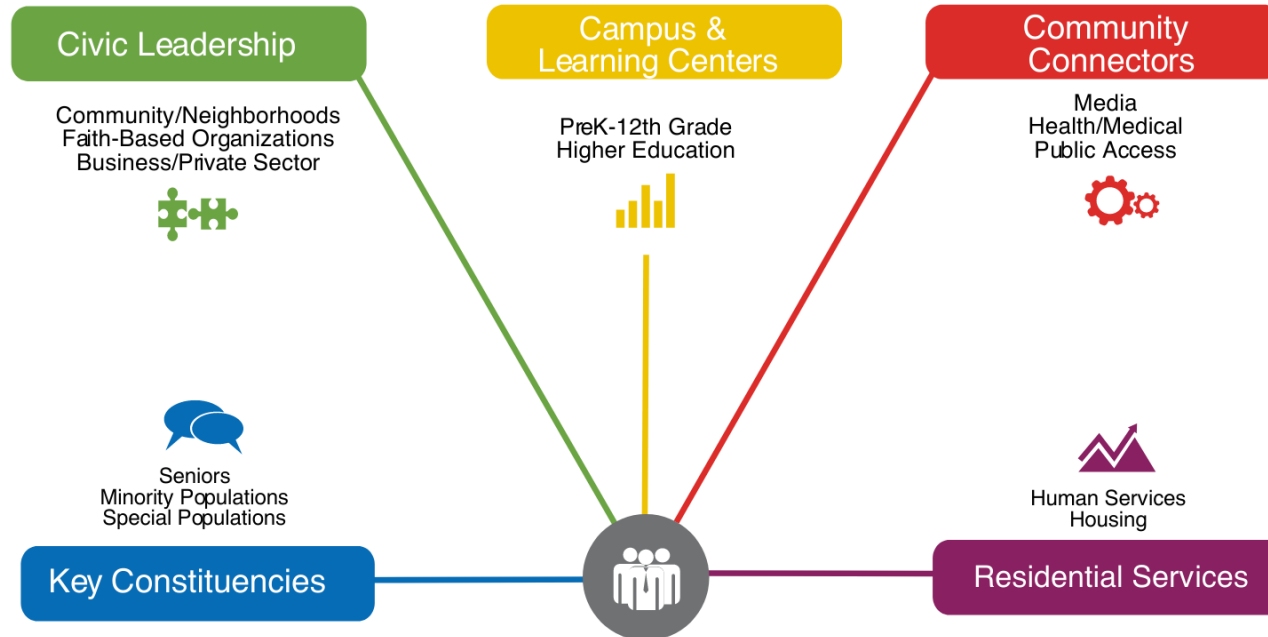 Civic Leadership
Community/Neighborhoods
Faith-Based Organizations
Business/Private Sector
Campus &
Learning Centers
PreK-12th Grade
Higher Education
Community
Connectors
Media
Health/Medical
Public Access
Seniors
Minority Populations
Special Populations
Key Constituencies
Human Services
Housing
Residential Services